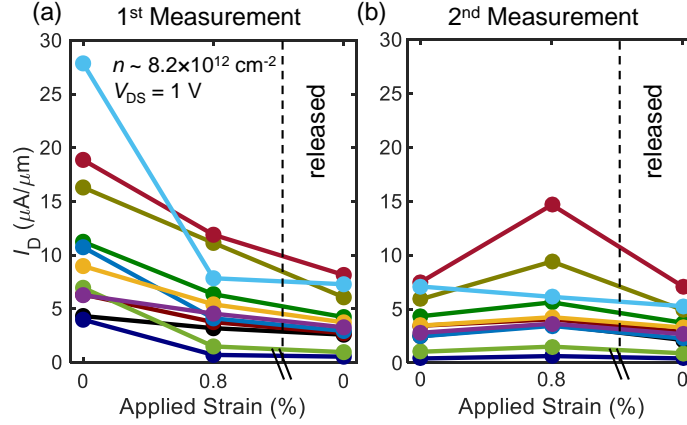 (a) 1st Measurement
n ~ 8.2×10¹² cm⁻²
V_DS = 1 V
released
I_D (μA/μm)
30
25
20
15
10
5
0
0 0.8 0
Applied Strain (%)
(b) 2nd Measurement
released
30
25
20
15
10
5
0
0 0.8 0
Applied Strain (%)